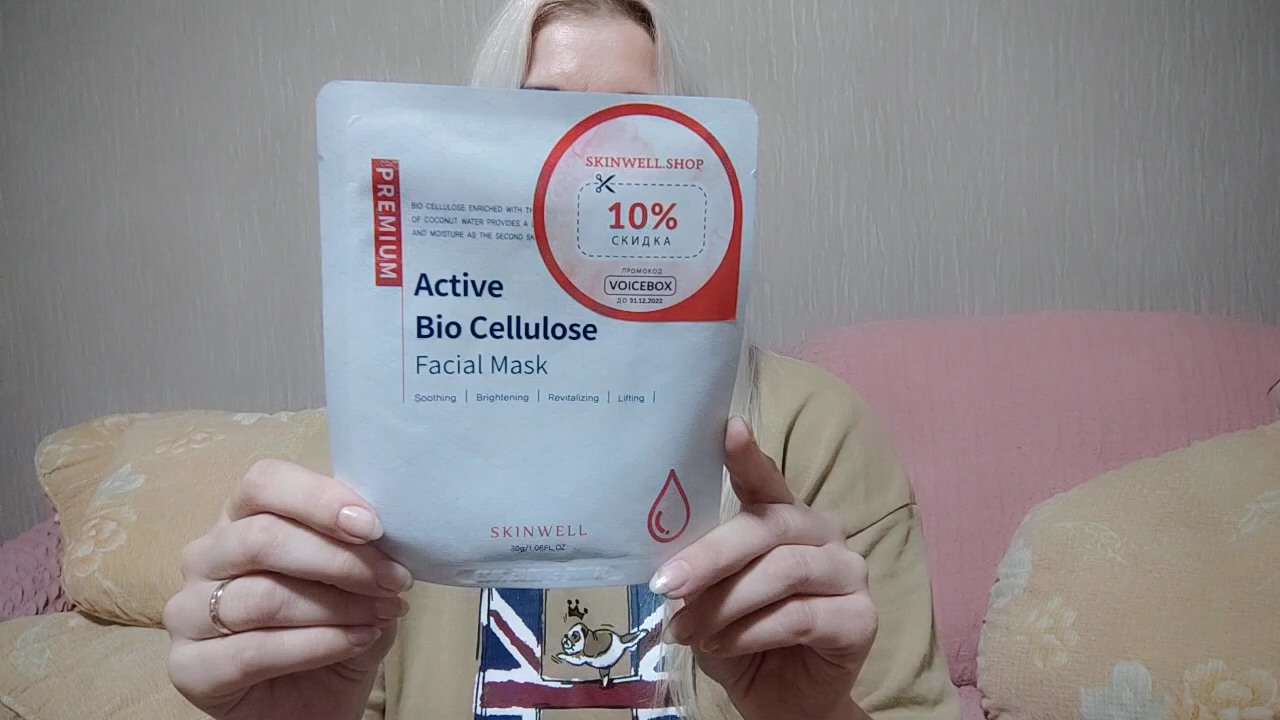 PREMIUM
BIO CELLULOSE ENRICHED WITH
OF COCONUT WATER PROVIDES A
AND MOISTURE AS THE SECOND
SKINWELL.SHOP
10%
СКИДКА
ПРОМОКОД
VOICEBOX
ДО 31.12.2022
Active
Bio Cellulose
Facial Mask
Soothing | Brightening | Revitalizing | Lifting |
SKINWELL
30g/1.06FL.OZ